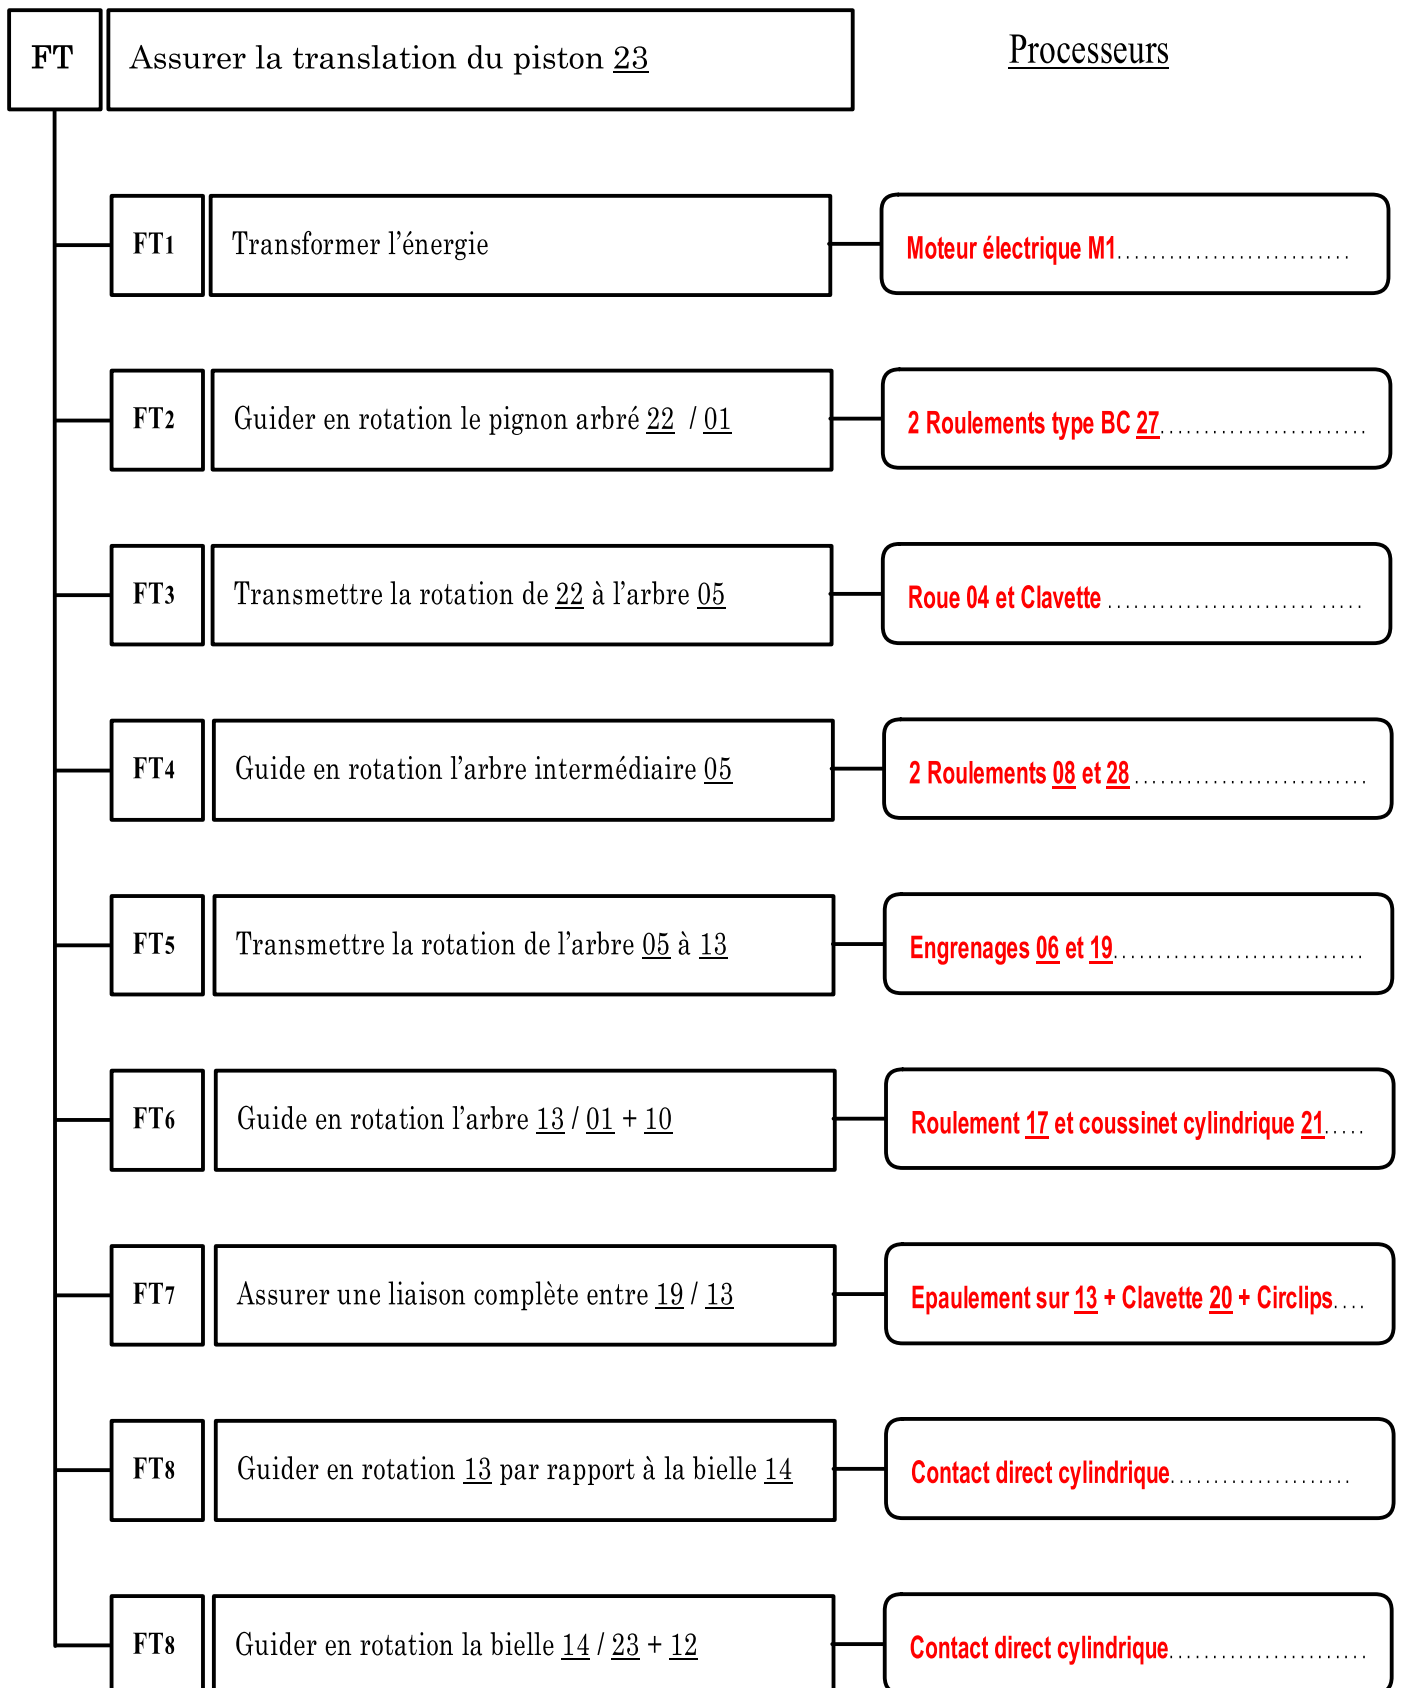 FT Assurer la translation du piston 23 Processeurs
FT1 Transformer l'énergie Moteur électrique M1...........................
FT2 Guider en rotation le pignon arbré 22 / 01 2 Roulements type BC 27........................
FT3 Transmettre la rotation de 22 à l'arbre 05 Roue 04 et Clavette ........................ .....
FT4 Guide en rotation l'arbre intermédiaire 05 2 Roulements 08 et 28 ...........................
FT5 Transmettre la rotation de l'arbre 05 à 13 Engrenages 06 et 19.............................
FT6 Guide en rotation l'arbre 13 / 01 + 10 Roulement 17 et coussinet cylindrique 21.....
FT7 Assurer une liaison complète entre 19 / 13 Epaulement sur 13 + Clavette 20 + Circlips....
FT8 Guider en rotation 13 par rapport à la bielle 14 Contact direct cylindrique.....................
FT8 Guider en rotation la bielle 14 / 23 + 12 Contact direct cylindrique.......................